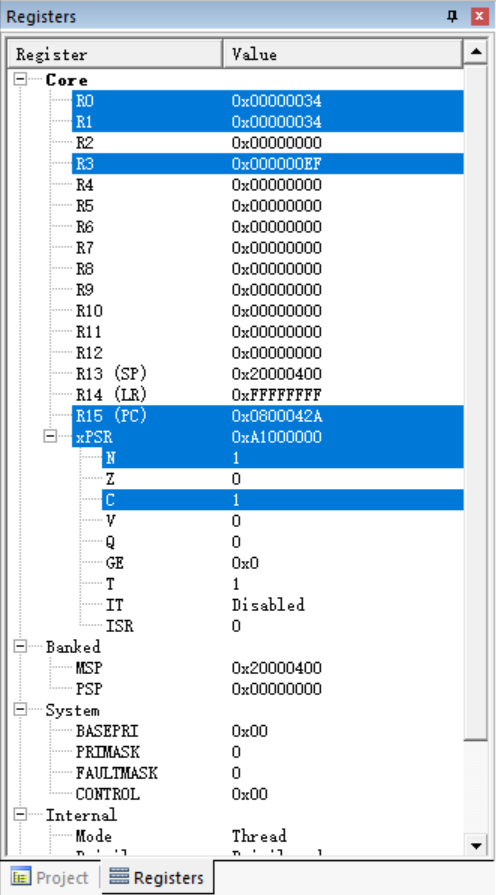 Registers
Register Value
Core
R0 0x00000034
R1 0x00000034
R2 0x00000000
R3 0x000000EF
R4 0x00000000
R5 0x00000000
R6 0x00000000
R7 0x00000000
R8 0x00000000
R9 0x00000000
R10 0x00000000
R11 0x00000000
R12 0x00000000
R13 (SP) 0x20000400
R14 (LR) 0xFFFFFFFF
R15 (PC) 0x0800042A
xPSR 0xA1000000
N 1
Z 0
C 1
V 0
Q 0
GE 0x0
T 1
IT Disabled
ISR 0
Banked
MSP 0x20000400
PSP 0x00000000
System
BASEPRI 0x00
PRIMASK 0
FAULTMASK 0
CONTROL 0x00
Internal
Mode Thread
Project Registers